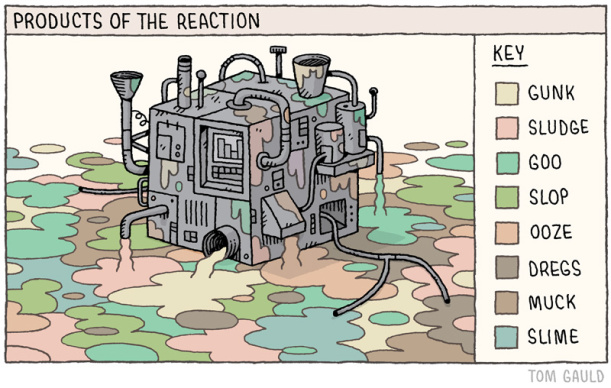 PRODUCTS OF THE REACTION
KEY
GUNK
SLUDGE
GOO
SLOP
OOZE
DREGS
MUCK
SLIME
TOM GAULD